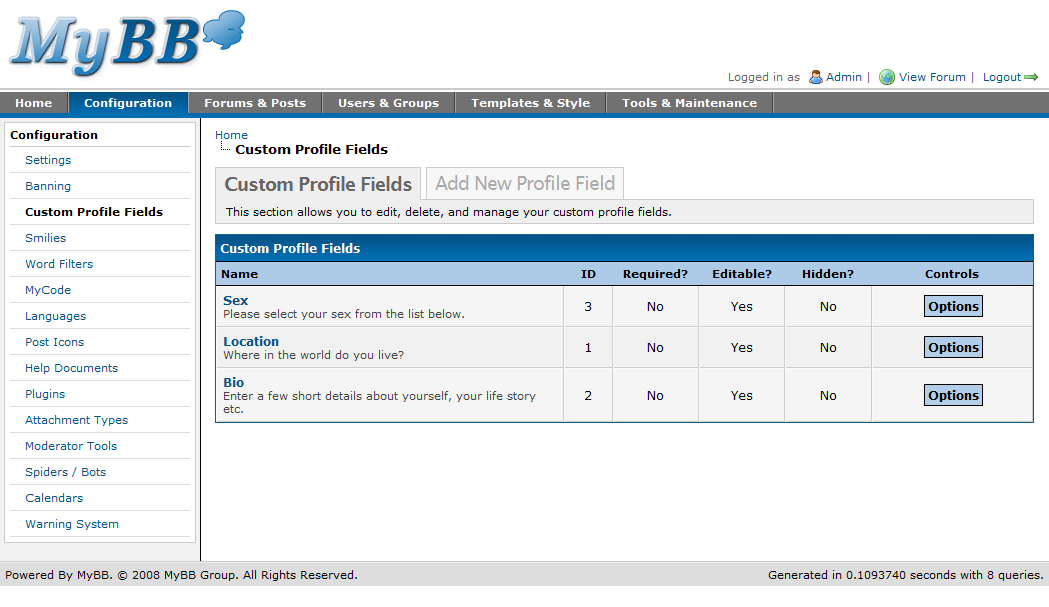 MyBB
Logged in as Admin | View Forum | Logout
Home Configuration Forums & Posts Users & Groups Templates & Style Tools & Maintenance
Configuration
Settings
Banning
Custom Profile Fields
Smilies
Word Filters
MyCode
Languages
Post Icons
Help Documents
Plugins
Attachment Types
Moderator Tools
Spiders / Bots
Calendars
Warning System
Home
Custom Profile Fields
Custom Profile Fields Add New Profile Field
This section allows you to edit, delete, and manage your custom profile fields.
Custom Profile Fields
Name ID Required? Editable? Hidden? Controls
Sex
Please select your sex from the list below.
3 No Yes No Options
Location
Where in the world do you live?
1 No Yes No Options
Bio
Enter a few short details about yourself, your life story
etc.
2 No Yes No Options
Powered By MyBB. © 2008 MyBB Group. All Rights Reserved.
Generated in 0.1093740 seconds with 8 queries.